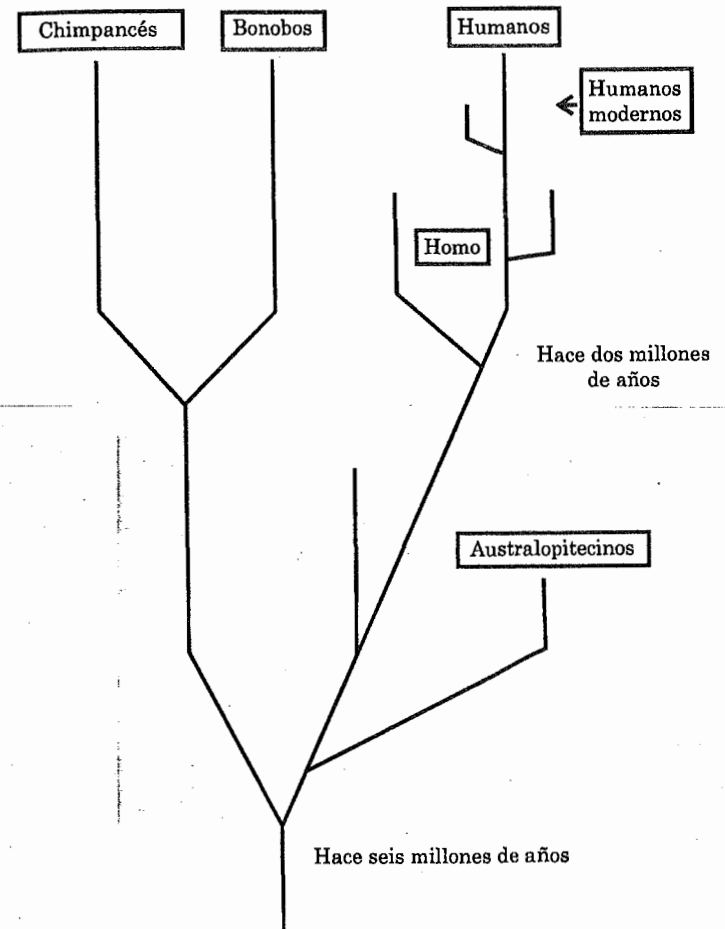 Chimpancés
Bonobos
Humanos
Humanos
modernos
Homo
Hace dos millones
de años
Australopitecinos
Hace seis millones de años